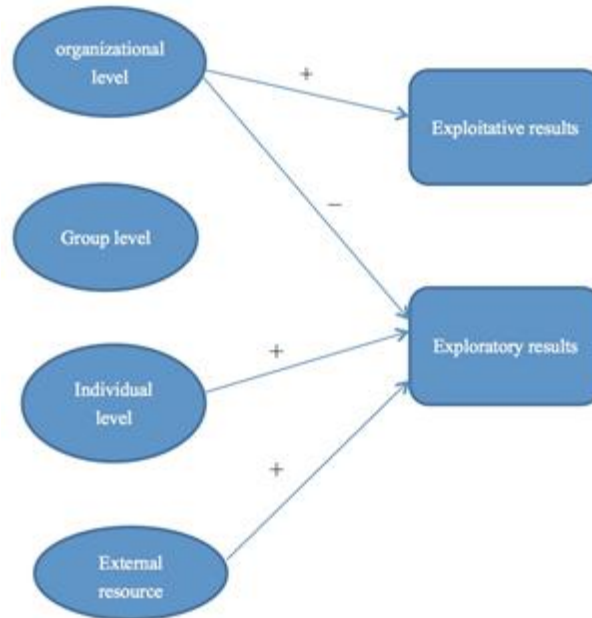 organizational
level
+
Exploitative results
−
Group level
Exploratory results
+
Individual
level
+
External
resource